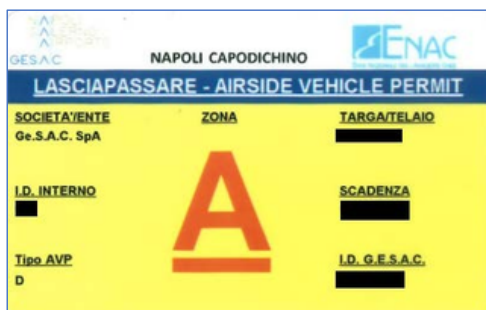 GESAC
NAPOLI CAPODICHINO
ENAC
LASCIAPASSARE - AIRSIDE VEHICLE PERMIT
SOCIETA'/ENTE
ZONA
TARGA/TELAIO
Ge.S.A.C. SpA
A
I.D. INTERNO
SCADENZA
Tipo AVP
I.D. G.E.S.A.C.
D